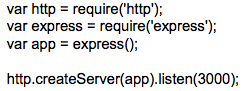 var http = require('http');
var express = require('express');
var app = express();
http.createServer(app).listen(3000);